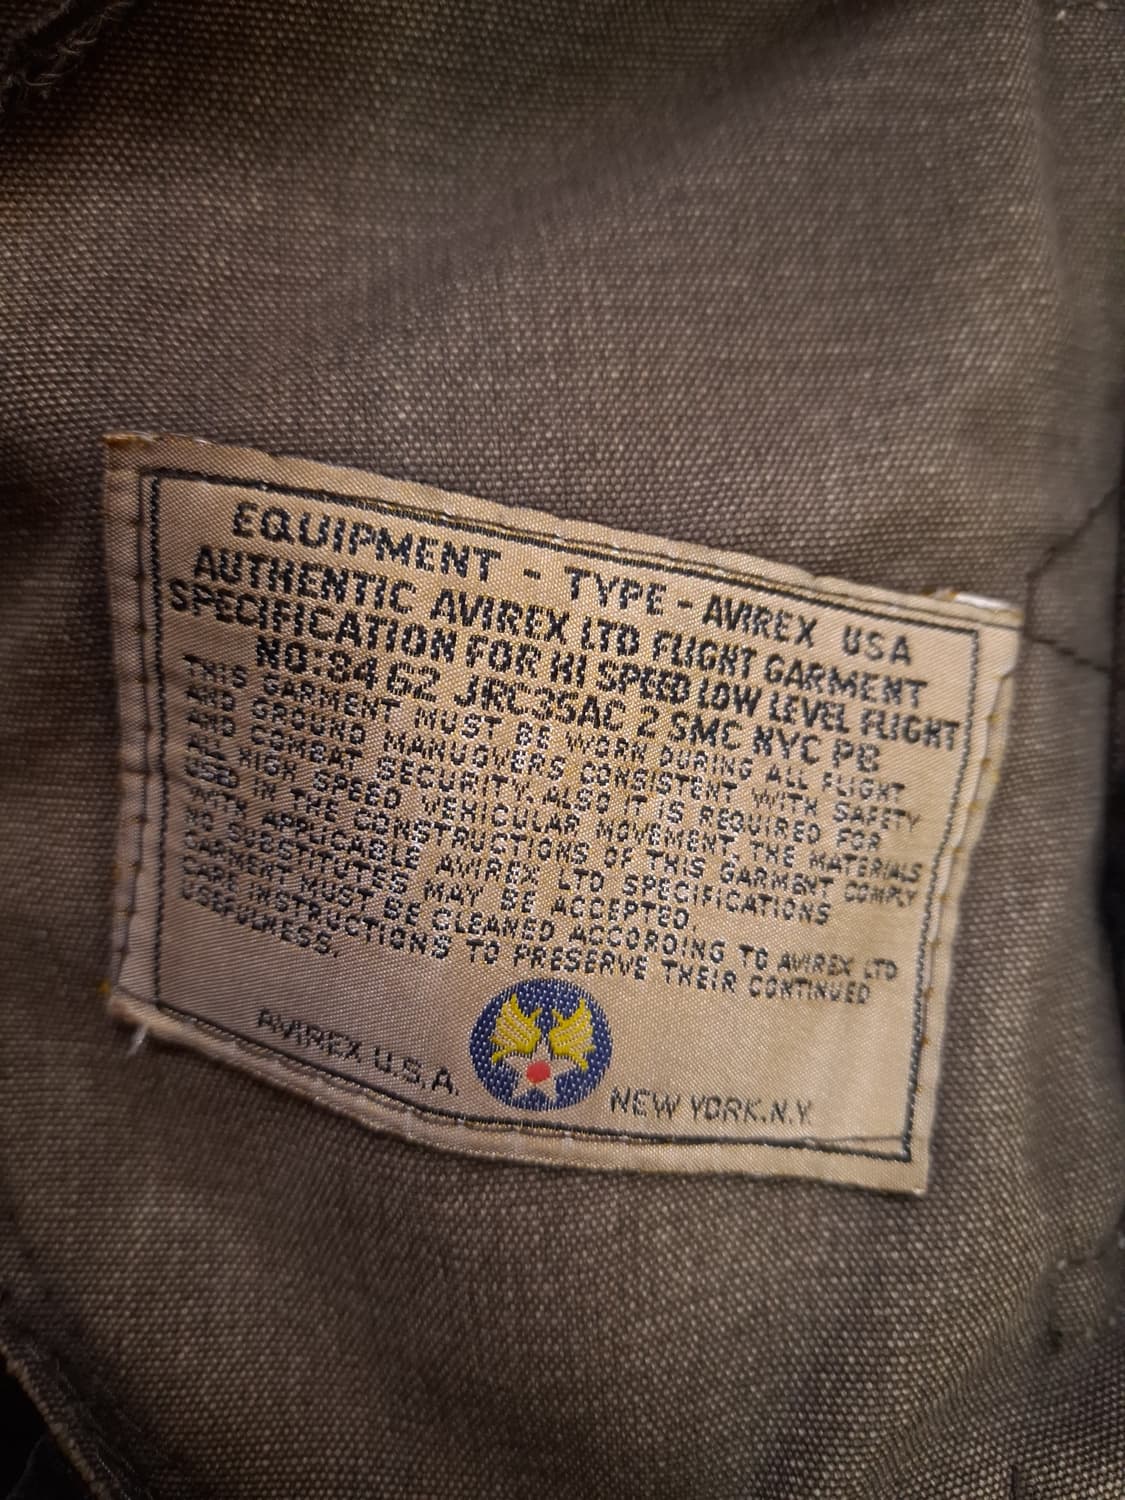 EQUIPMENT - TYPE - AVIREX USA
AUTHENTIC AVIREX LTD FLIGHT GARMENT
SPECIFICATION FOR HI SPEED LOW LEVEL FLIGHT
NO:8462 JRC3SAC 2 SMC NYC PB
THIS GARMENT MUST BE WORN DURING ALL FLIGHT
AND GROUND MANUOVERS CONSISTENT WITH SAFETY
AND COMBAT SECURITY. ALSO IT IS REQUIRED FOR
ALL HIGH SPEED VEHICULAR MOVEMENT THE MATERIALS
USED IN THE CONSTRUCTIONS OF THIS GARMENT COMPLY
WITH APPLICABLE AVIREX LTD SPECIFICATIONS
NO SUBSTITUTES MAY BE ACCEPTED.
GARMENT MUST BE CLEANED ACCORDING TO AVIREX LTD
CARE INSTRUCTIONS TO PRESERVE THEIR CONTINUED
USEFULRESS.
AVIREX U.S.A. NEW YORK.N.Y.